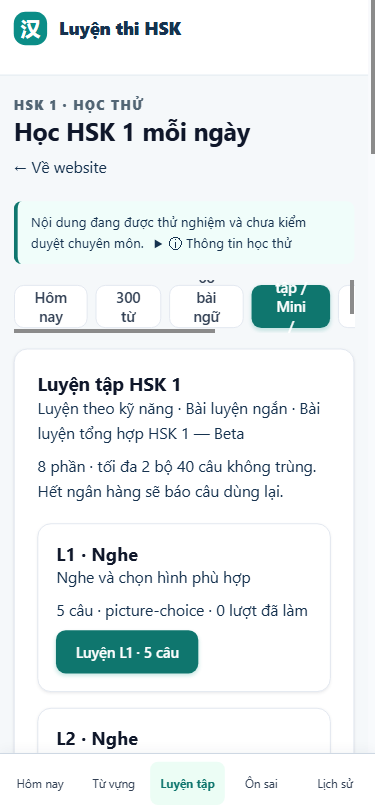 汉 Luyện thi HSK
HSK 1 · HỌC THỬ
Học HSK 1 mỗi ngày
← Về website
Nội dung đang được thử nghiệm và chưa kiểm
duyệt chuyên môn. ▶ ⓘ Thông tin học thử
Hôm
nay
300
từ
bài
ngữ
tập /
Mini
/
Luyện tập HSK 1
Luyện theo kỹ năng · Bài luyện ngắn · Bài
luyện tổng hợp HSK 1 — Beta
8 phần · tối đa 2 bộ 40 câu không trùng.
Hết ngân hàng sẽ báo câu dùng lại.
L1 · Nghe
Nghe và chọn hình phù hợp
5 câu · picture-choice · 0 lượt đã làm
Luyện L1 · 5 câu
L2 · Nghe
Hôm nay Từ vựng Luyện tập Ôn sai Lịch sử